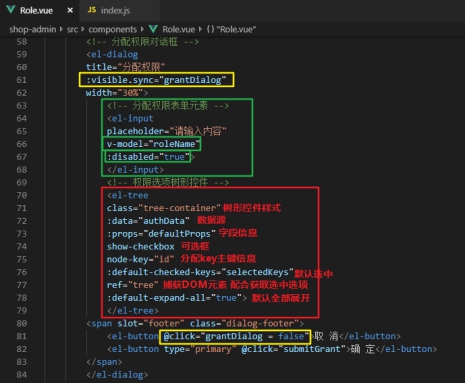 Role.vue index.js
shop-admin > src > components > Role.vue > {} "Role.vue"
58 <!-- 分配权限对话框 -->
59 <el-dialog
60 title="分配权限"
61 :visible.sync="grantDialog"
62 width="30%">
63 <!-- 分配权限表单元素 -->
64 <el-input
65 placeholder="请输入内容"
66 v-model="roleName"
67 :disabled="true">
68 </el-input>
69 <!-- 权限选项树形控件 -->
70 <el-tree
71 class="tree-container" 树形控件样式
72 :data="authData" 数据源
73 :props="defaultProps" 字段信息
74 show-checkbox 可选框
75 node-key="id" 分配key主键信息
76 :default-checked-keys="selectedKeys" 默认选中
77 ref="tree" 捕获DOM元素 配合获取选中选项
78 :default-expand-all="true"> 默认全部展开
79 </el-tree>
80 <span slot="footer" class="dialog-footer">
81 <el-button @click="grantDialog = false">取 消</el-button>
82 <el-button type="primary" @click="submitGrant">确 定</el-button>
83 </span>
84 </el-dialog>